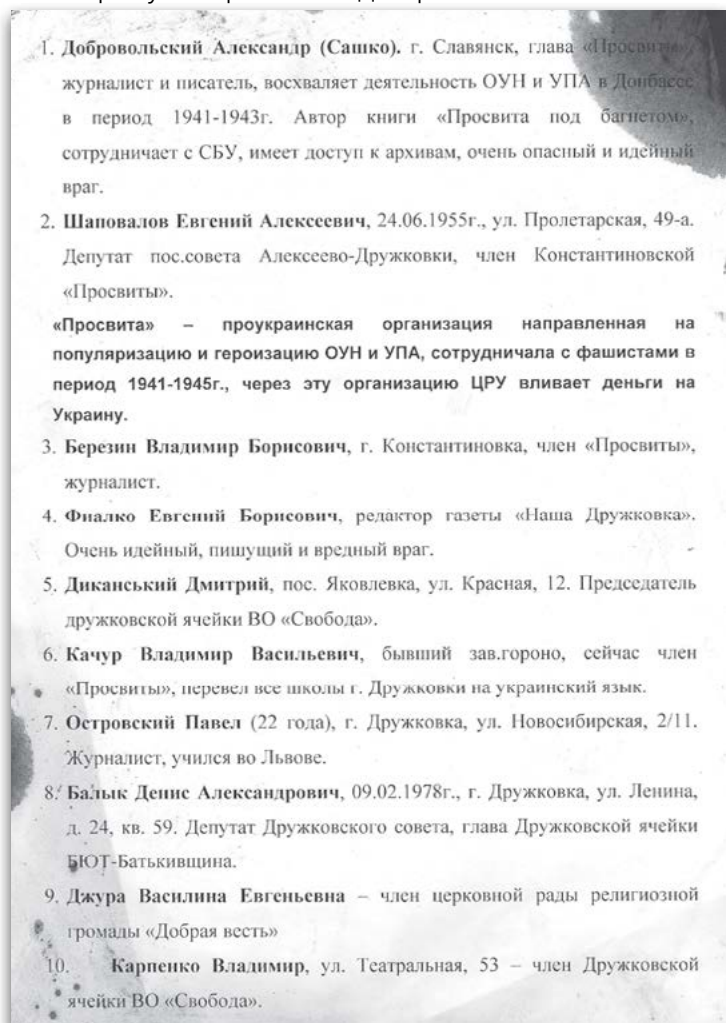 1. Добровольский Александр (Сашко). г. Славянск, глава «Просвиты»,
журналист и писатель, восхваляет деятельность ОУН и УПА в Донбассе
в период 1941-1943г. Автор книги «Просвита под багнетом»,
сотрудничает с СБУ, имеет доступ к архивам, очень опасный и идейный
враг.
2. Шаповалов Евгений Алексеевич, 24.06.1955г., ул. Пролетарская, 49-а.
Депутат пос.совета Алексеево-Дружковки, член Константиновской
«Просвиты».
«Просвита» – проукраинская организация направленная на
популяризацию и героизацию ОУН и УПА, сотрудничала с фашистами в
период 1941-1945г., через эту организацию ЦРУ вливает деньги на
Украину.
3. Березин Владимир Борисович, г. Константиновка, член «Просвиты»,
журналист.
4. Фиалко Евгений Борисович, редактор газеты «Наша Дружковка».
Очень идейный, пишущий и вредный враг.
5. Диканський Дмитрий, пос. Яковлевка, ул. Красная, 12. Председатель
дружковской ячейки ВО «Свобода».
6. Качур Владимир Васильевич, бывший зав.гороно, сейчас член
«Просвиты», перевел все школы г. Дружковки на украинский язык.
7. Островский Павел (22 года), г. Дружковка, ул. Новосибирская, 2/11.
Журналист, учился во Львове.
8. Балык Денис Александрович, 09.02.1978г., г. Дружковка, ул. Ленина,
д. 24, кв. 59. Депутат Дружковского совета, глава Дружковской ячейки
БЮТ-Батькивщина.
9. Джура Василина Евгеньевна – член церковной рады религиозной
громады «Добрая весть»
10. Карпенко Владимир, ул. Театральная, 53 – член Дружковской
ячейки ВО «Свобода».